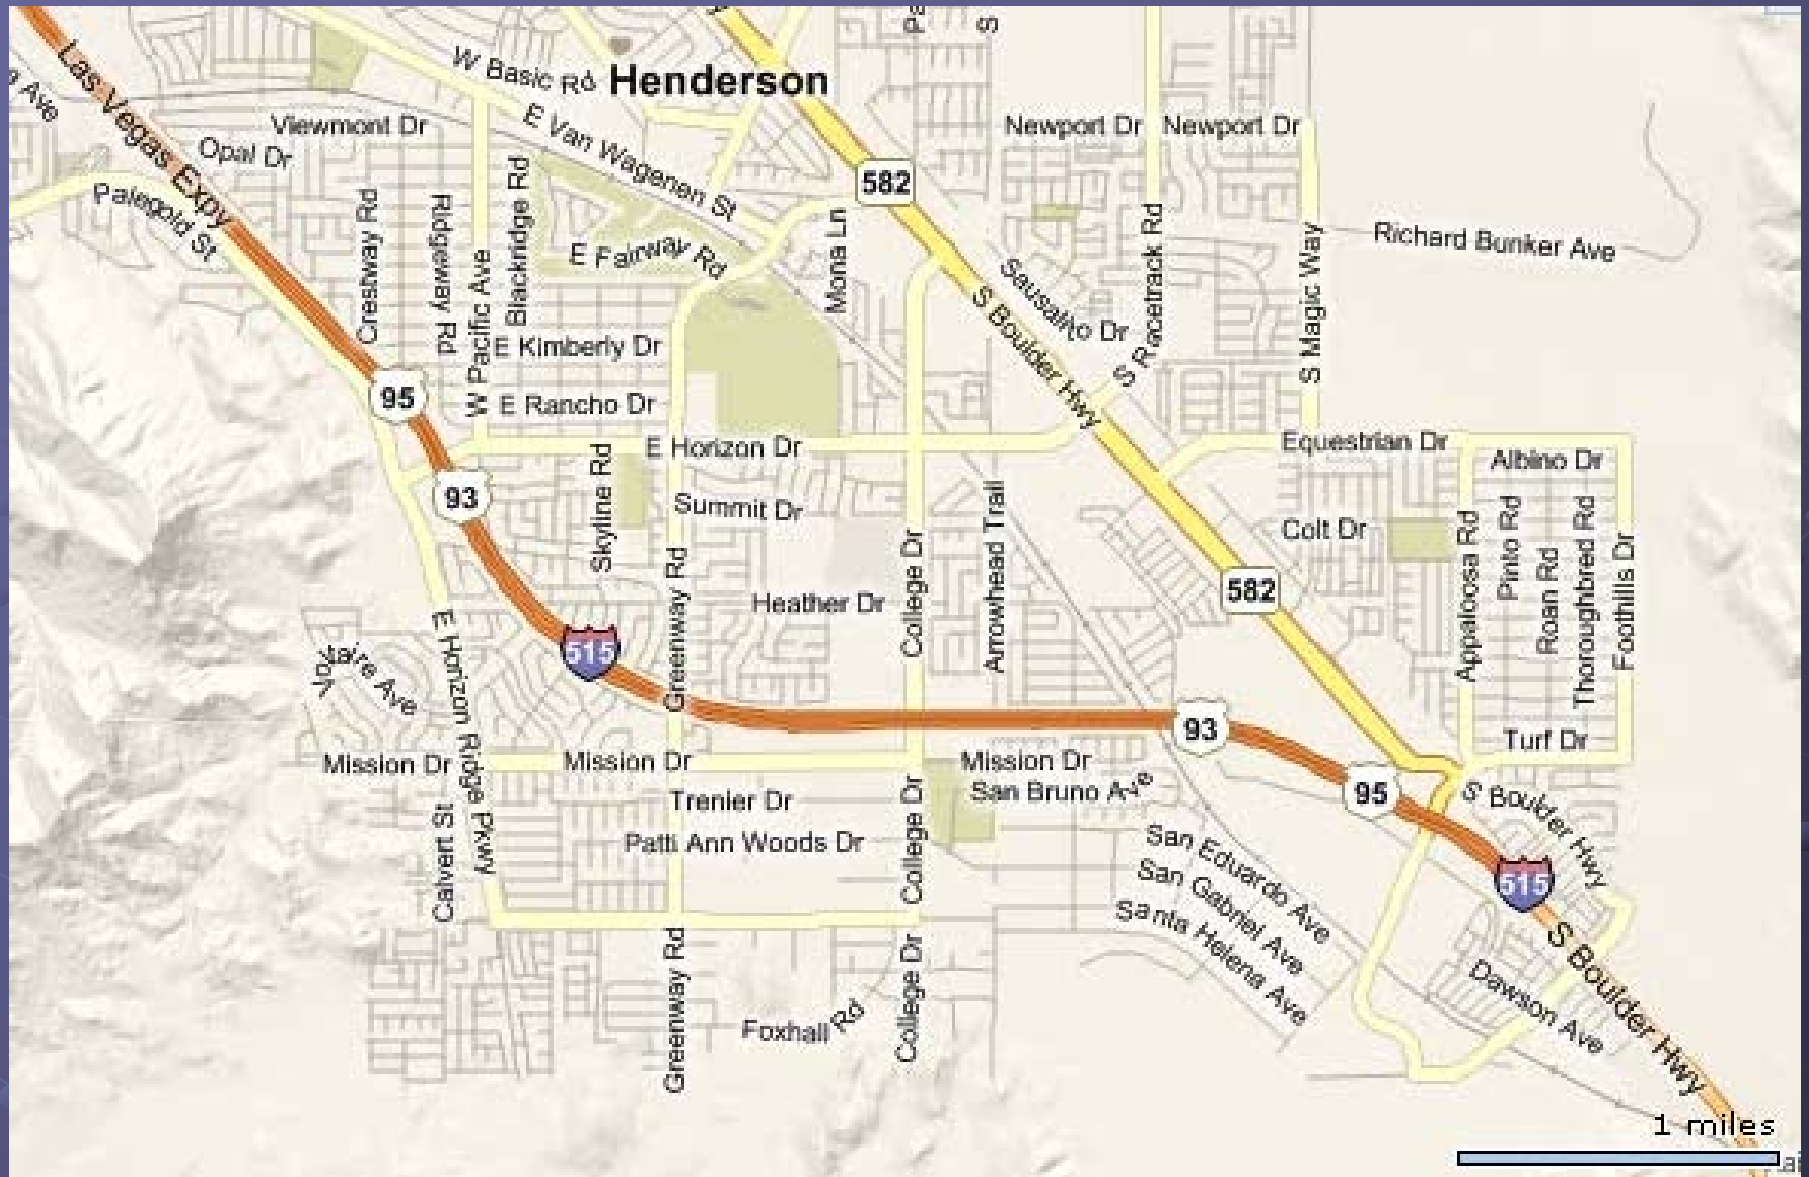 Pa
S
W Basic Rd
Henderson
a Ave
Las Vegas Expy
Viewmont Dr
Opal Dr
E Van Wagenen St
Newport Dr
Newport Dr
582
Palegold St
Crestway Rd
Ridgeway Rd
W Pacific Ave
Blackridge Rd
E Fairway Rd
Mona Ln
S Boulder Hwy
Sausalito Dr
S Racetrack Rd
S Magic Way
Richard Bunker Ave
E Kimberly Dr
95
E Rancho Dr
E Horizon Dr
Equestrian Dr
Albino Dr
93
Skyline Rd
Summit Dr
Colt Dr
College Dr
Arrowhead Trail
Appaloosa Rd
Pinto Rd
Roan Rd
Thoroughbred Rd
Foothills Dr
582
Heather Dr
Greenway Rd
515
Voltaire Ave
E Horizon Ridge Pkwy
93
Turf Dr
Mission Dr
Mission Dr
Mission Dr
San Bruno Ave
95
S Boulder Hwy
Trenier Dr
Patti Ann Woods Dr
Calvert St
College Dr
San Eduardo Ave
San Gabriel Ave
Santa Helena Ave
515
S Boulder Hwy
Dawson Ave
Greenway Rd
Foxhall Rd
College Dr
1 miles